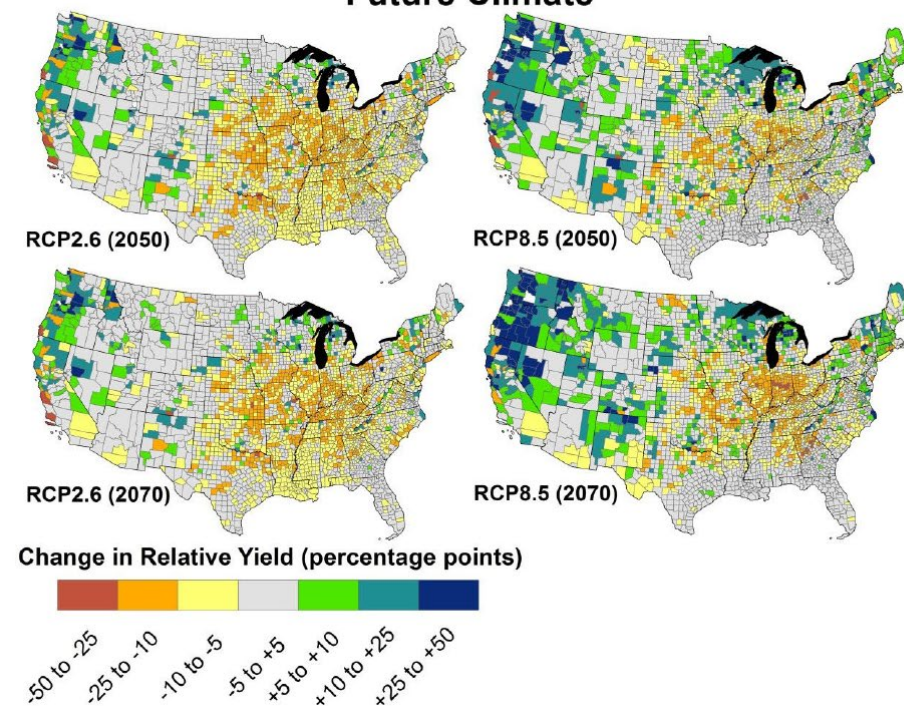 Future Climate
RCP2.6 (2050)
RCP8.5 (2050)
RCP2.6 (2070)
RCP8.5 (2070)
Change in Relative Yield (percentage points)
-50 to -25
-25 to -10
-10 to -5
-5 to +5
+5 to +10
+10 to +25
+25 to +50